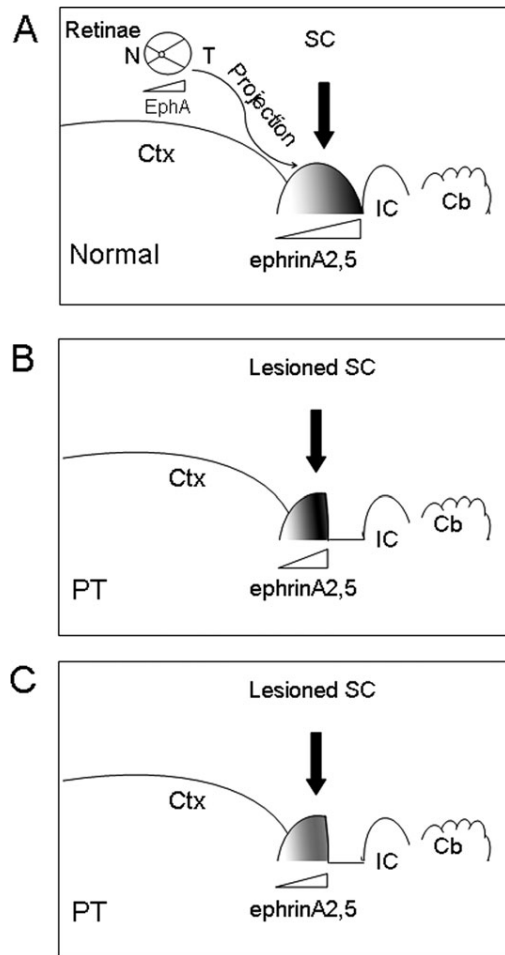 A
Retinae
SC
N T
EphA
Projection
Ctx
IC
Cb
Normal
ephrinA2,5
B
Lesioned SC
Ctx
IC
Cb
ephrinA2,5
PT
C
Lesioned SC
Ctx
IC
Cb
ephrinA2,5
PT